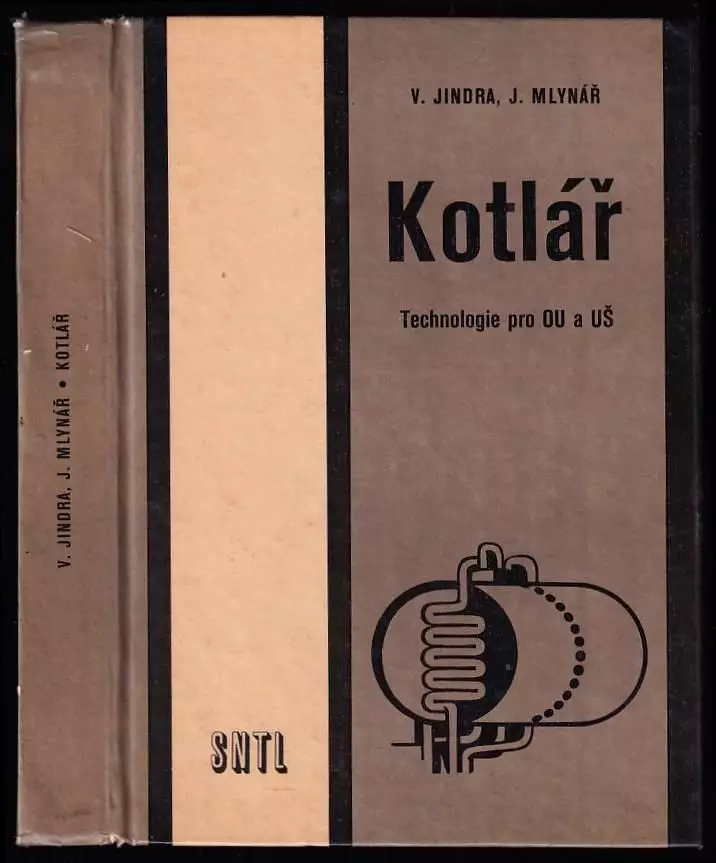 V. JINDRA, J. MLYNÁŘ • KOTLÁŘ
V. JINDRA, J. MLYNÁŘ
Kotlář
Technologie pro OU a UŠ
SNTL